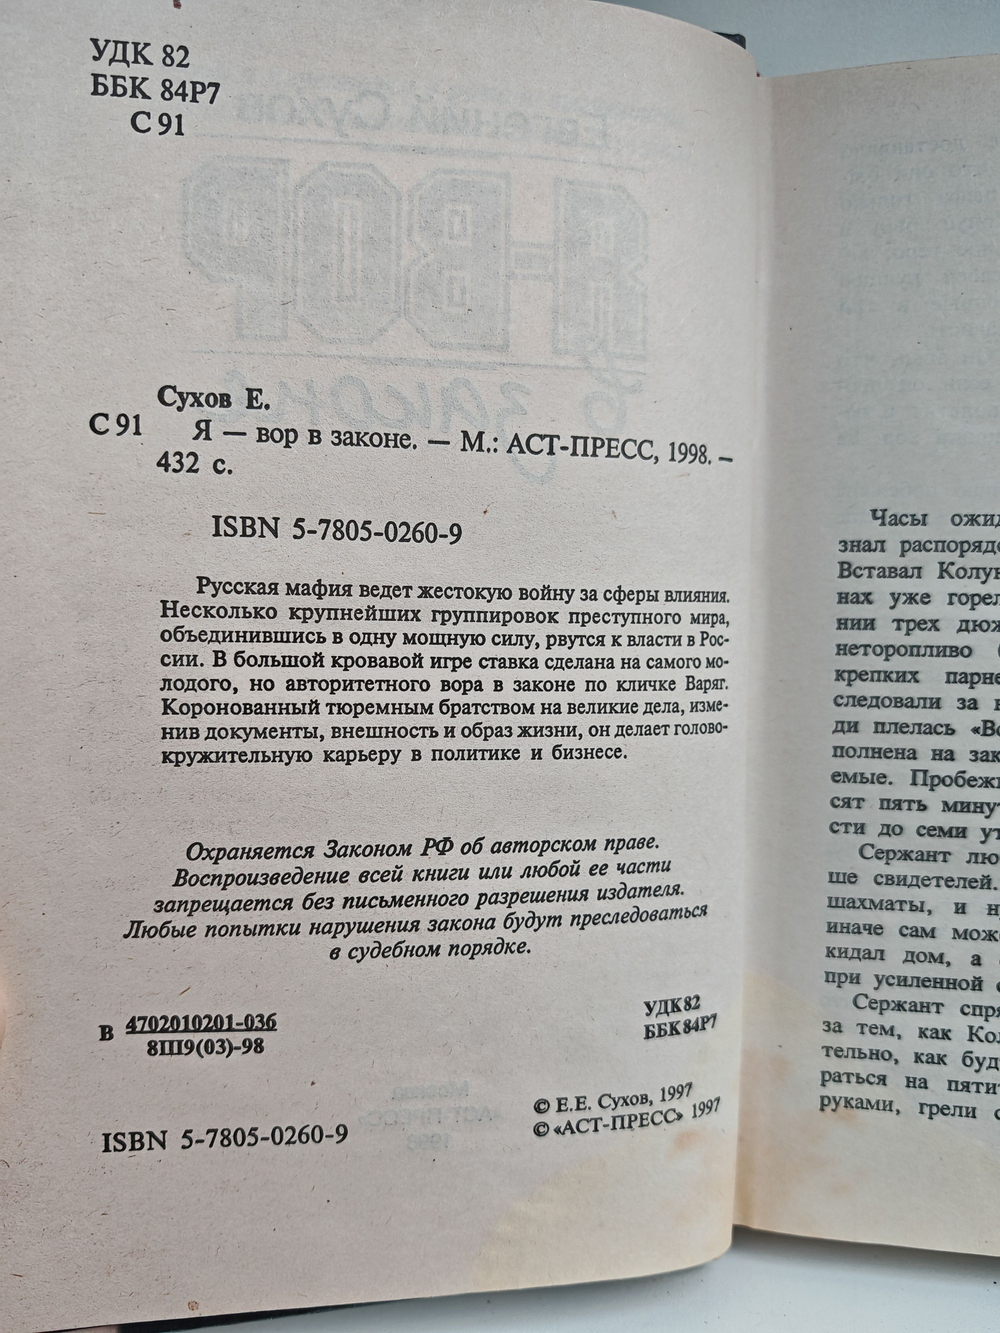 УДК 82
ББК 84Р7
С 91
Сухов Е.
С 91 Я — вор в законе. — М.: АСТ-ПРЕСС, 1998. –
432 с.
ISBN 5-7805-0260-9
Русская мафия ведет жестокую войну за сферы влияния.
Несколько крупнейших группировок преступного мира,
объединившись в одну мощную силу, рвутся к власти в Рос-
сии. В большой кровавой игре ставка сделана на самого мо-
лодого, но авторитетного вора в законе по кличке Варяг.
Коронованный тюремным братством на великие дела, изме-
нив документы, внешность и образ жизни, он делает голово-
кружительную карьеру в политике и бизнесе.
Охраняется Законом РФ об авторском праве.
Воспроизведение всей книги или любой ее части
запрещается без письменного разрешения издателя.
Любые попытки нарушения закона будут преследоваться
в судебном порядке.
В 4702010201-036
8Ш9(03)-98
УДК 82
ББК 84Р7
ISBN 5-7805-0260-9
© Е.Е. Сухов, 1997
© «АСТ-ПРЕСС» 1997
Часы ожид
знал распоряд
Вставал Колун
нах уже горел
нии трех дюж
неторопливо
крепких парне
следовали за
ди плелась «Во
полнена на зак
емые. Пробежк
сят пять минут
сти до семи ут
Сержант лю
ше свидетелей.
шахматы, и н
иначе сам може
кидал дом, а
при усиленной
Сержант спря
за тем, как Кол
тельно, как буд
раться на пяти
руками, грели с